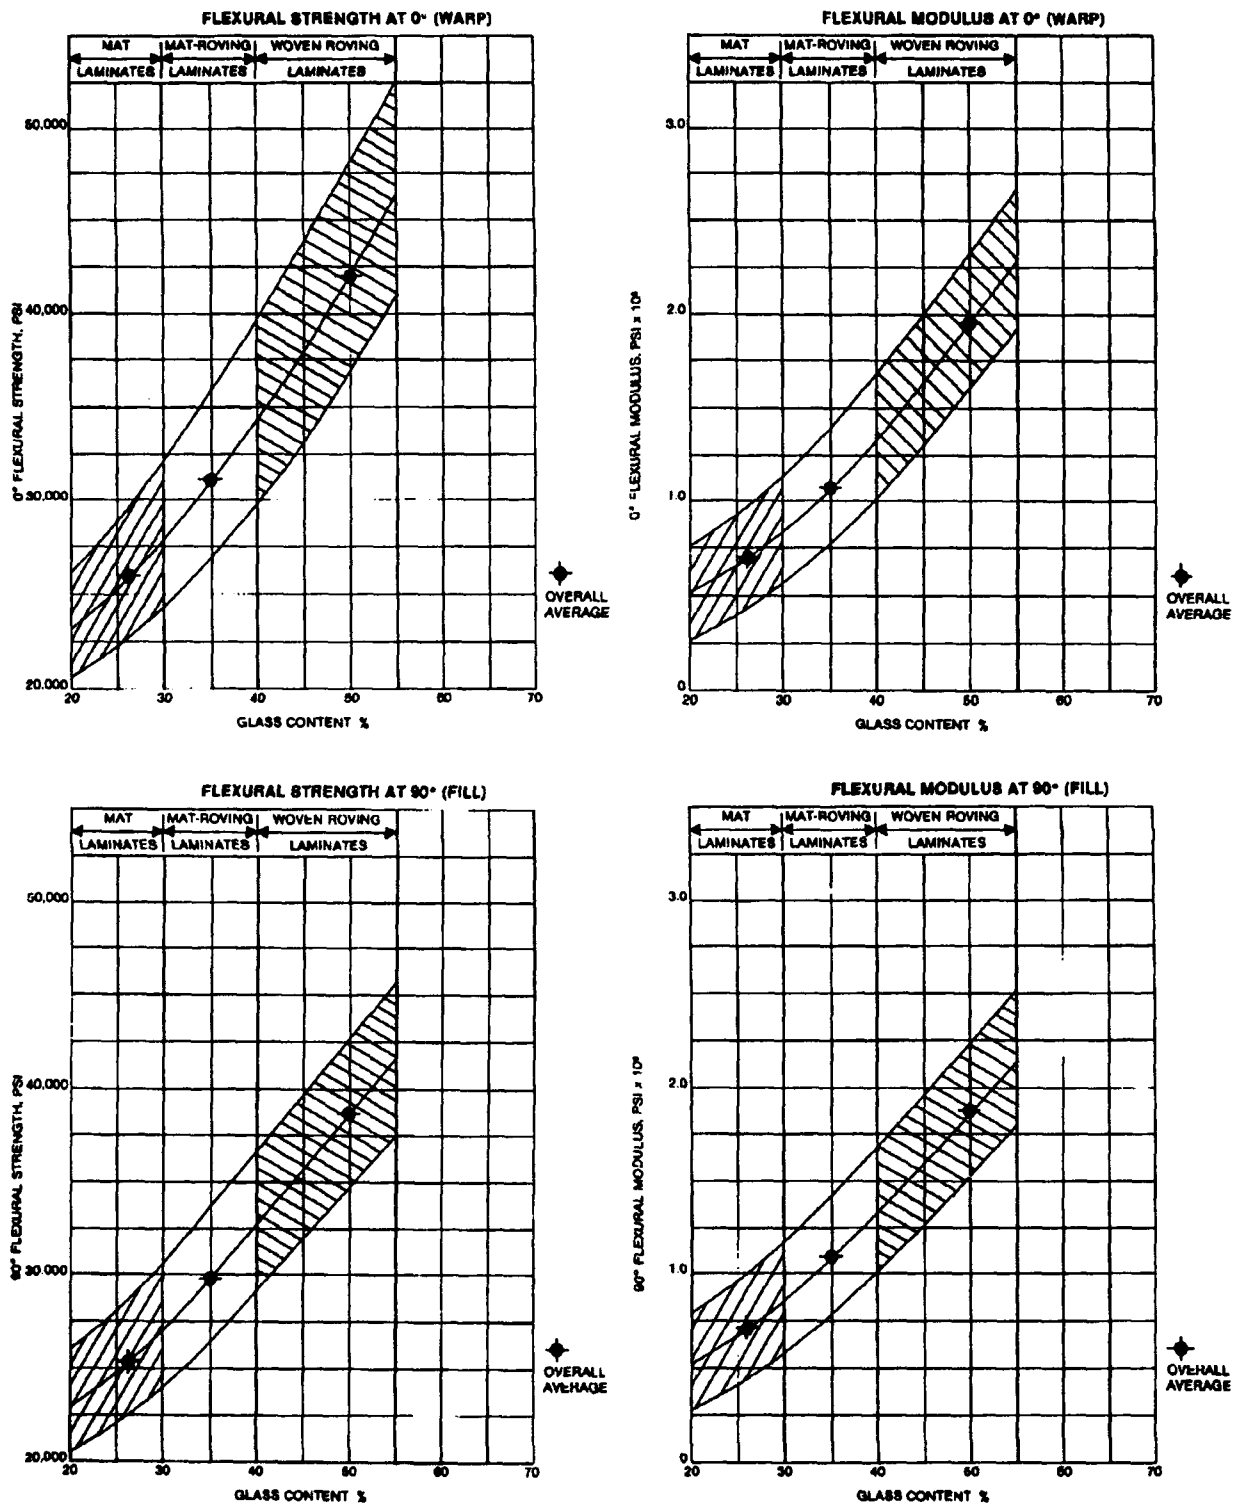 FLEXURAL STRENGTH AT 0° (WARP)
MAT
MAT-ROVING
WOVEN ROVING
LAMINATES
LAMINATES
LAMINATES
50,000
40,000
30,000
20.000
0° FLEXURAL STRENGTH, PSI
20
30
40
50
60
70
GLASS CONTENT %
OVERALL
AVERAGE
FLEXURAL MODULUS AT 0° (WARP)
MAT
MAT-ROVING
WOVEN ROVING
LAMINATES
LAMINATES
LAMINATES
3.0
2.0
1.0
0
0° FLEXURAL MODULUS, PSI x 10⁶
20
30
40
50
60
70
GLASS CONTENT %
OVERALL
AVERAGE
FLEXURAL STRENGTH AT 90° (FILL)
MAT
MAT-ROVING
WOVEN ROVING
LAMINATES
LAMINATES
LAMINATES
50,000
40,000
30.000
20,000
90° FLEXURAL STRENGTH, PSI
20
30
40
50
60
70
GLASS CONTENT %
OVERALL
AVERAGE
FLEXURAL MODULUS AT 90° (FILL)
MAT
MAT-ROVING
WOVEN ROVING
LAMINATES
LAMINATES
LAMINATES
3.0
2.0
1.0
0
90° FLEXURAL MODULUS, PSI x 10⁶
20
30
40
50
60
70
GLASS CONTENT %
OVERALL
AVERAGE